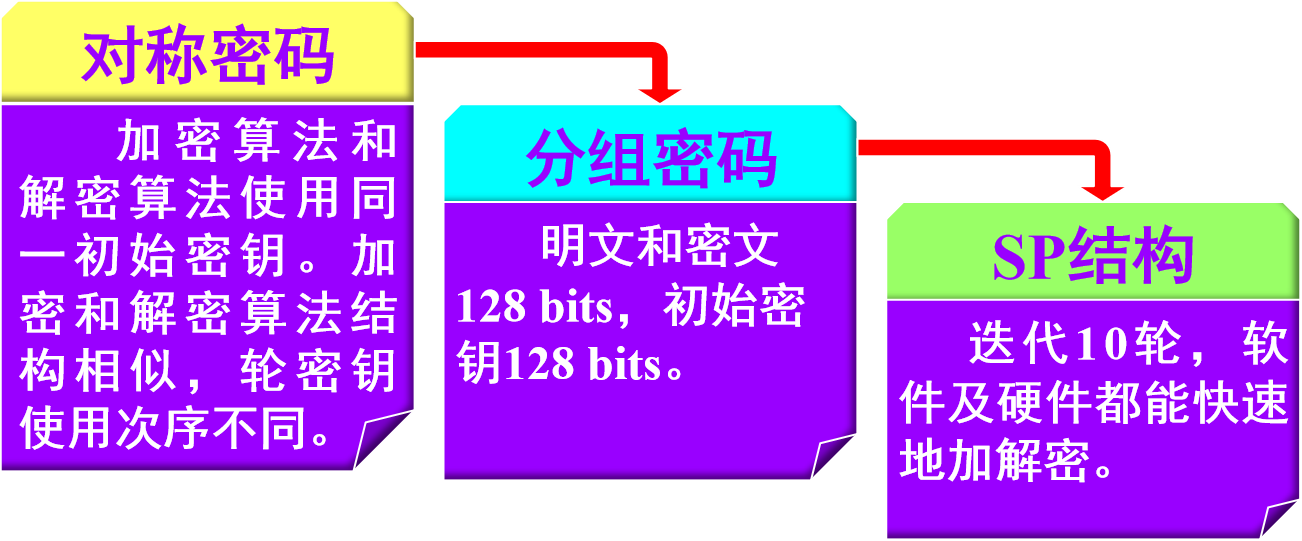 对称密码
加密算法和
解密算法使用同
一初始密钥。加
密和解密算法结
构相似，轮密钥
使用次序不同。
分组密码
明文和密文
128 bits，初始密
钥128 bits。
SP结构
迭代10轮，软
件及硬件都能快速
地加解密。